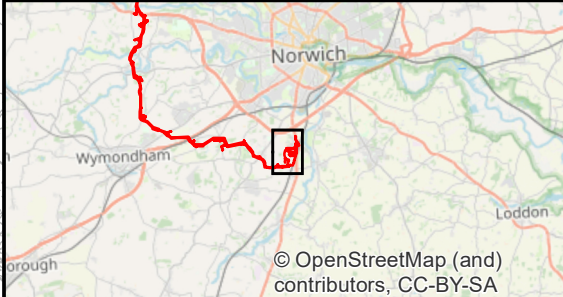 Norwich
Wymondham
Loddon
orough
© OpenStreetMap (and)
contributors, CC-BY-SA